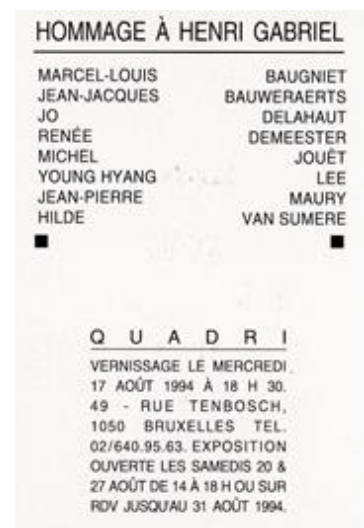 HOMMAGE À HENRI GABRIEL
MARCEL-LOUIS BAUGNIET
JEAN-JACQUES BAUWERAERTS
JO DELAHAUT
RENÉE DEMEESTER
MICHEL JOUËT
YOUNG HYANG LEE
JEAN-PIERRE MAURY
HILDE VAN SUMERE
QUADRI
VERNISSAGE LE MERCREDI
17 AOÛT 1994 À 18 H 30.
49 - RUE TENBOSCH,
1050 BRUXELLES TEL.
02/640.95.63. EXPOSITION
OUVERTE LES SAMEDIS 20 &
27 AOÛT DE 14 À 18 H OU SUR
RDV JUSQU'AU 31 AOÛT 1994.